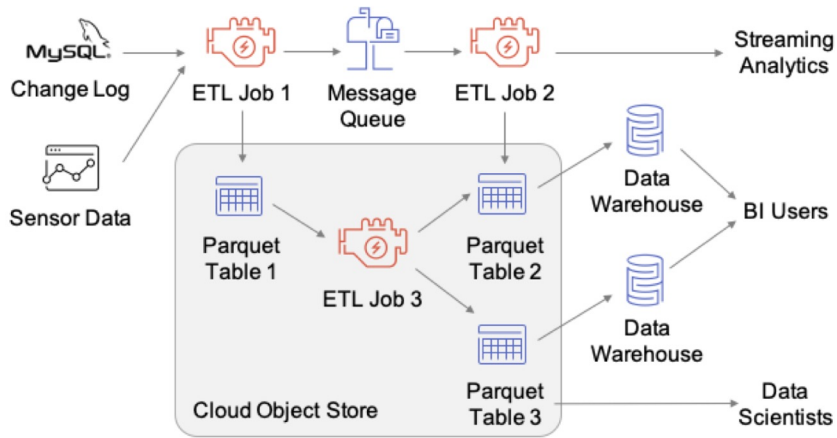 MySQL
Change Log
ETL Job 1
Message
Queue
ETL Job 2
Streaming
Analytics
Sensor Data
Parquet
Table 1
ETL Job 3
Parquet
Table 2
Data
Warehouse
BI Users
Data
Warehouse
Parquet
Table 3
Cloud Object Store
Data
Scientists